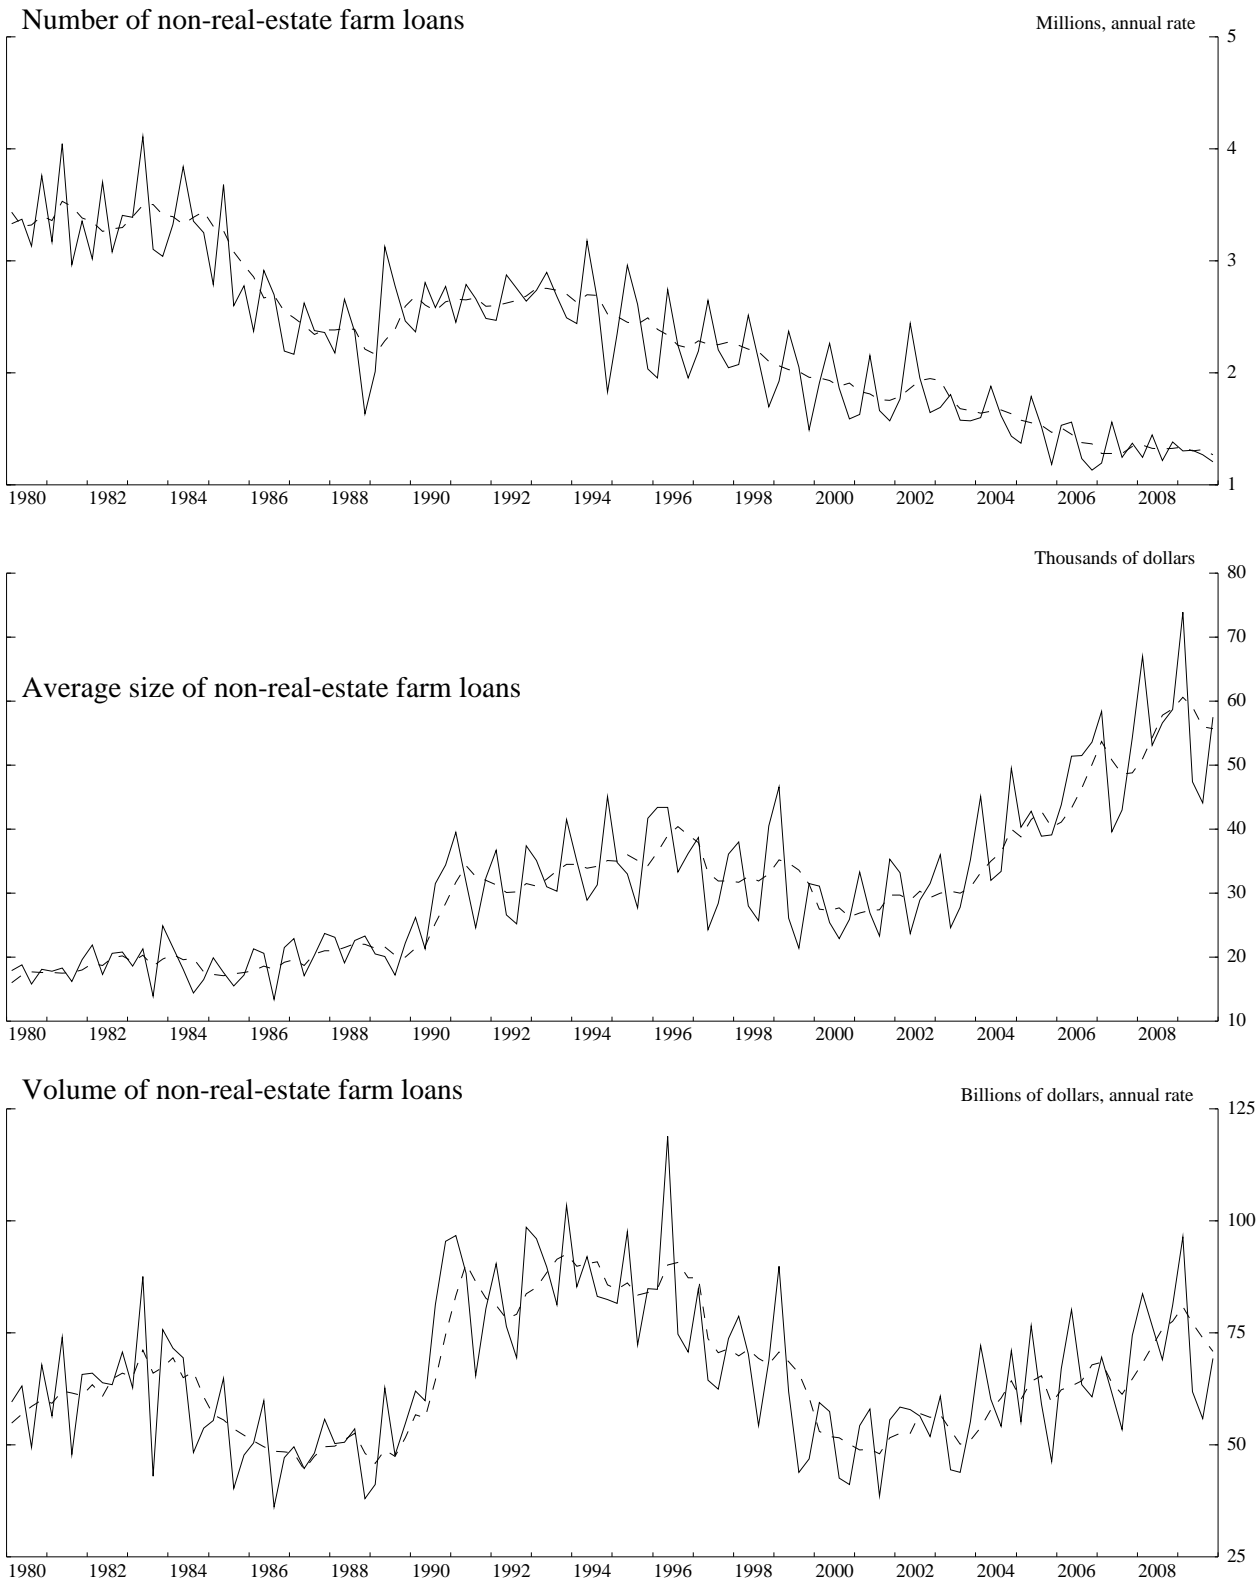 Number of non-real-estate farm loans
Millions, annual rate
5
4
3
2
1
1980 1982 1984 1986 1988 1990 1992 1994 1996 1998 2000 2002 2004 2006 2008
Thousands of dollars
80
70
Average size of non-real-estate farm loans
60
50
40
30
20
10
1980 1982 1984 1986 1988 1990 1992 1994 1996 1998 2000 2002 2004 2006 2008
Volume of non-real-estate farm loans
Billions of dollars, annual rate
125
100
75
50
25
1980 1982 1984 1986 1988 1990 1992 1994 1996 1998 2000 2002 2004 2006 2008